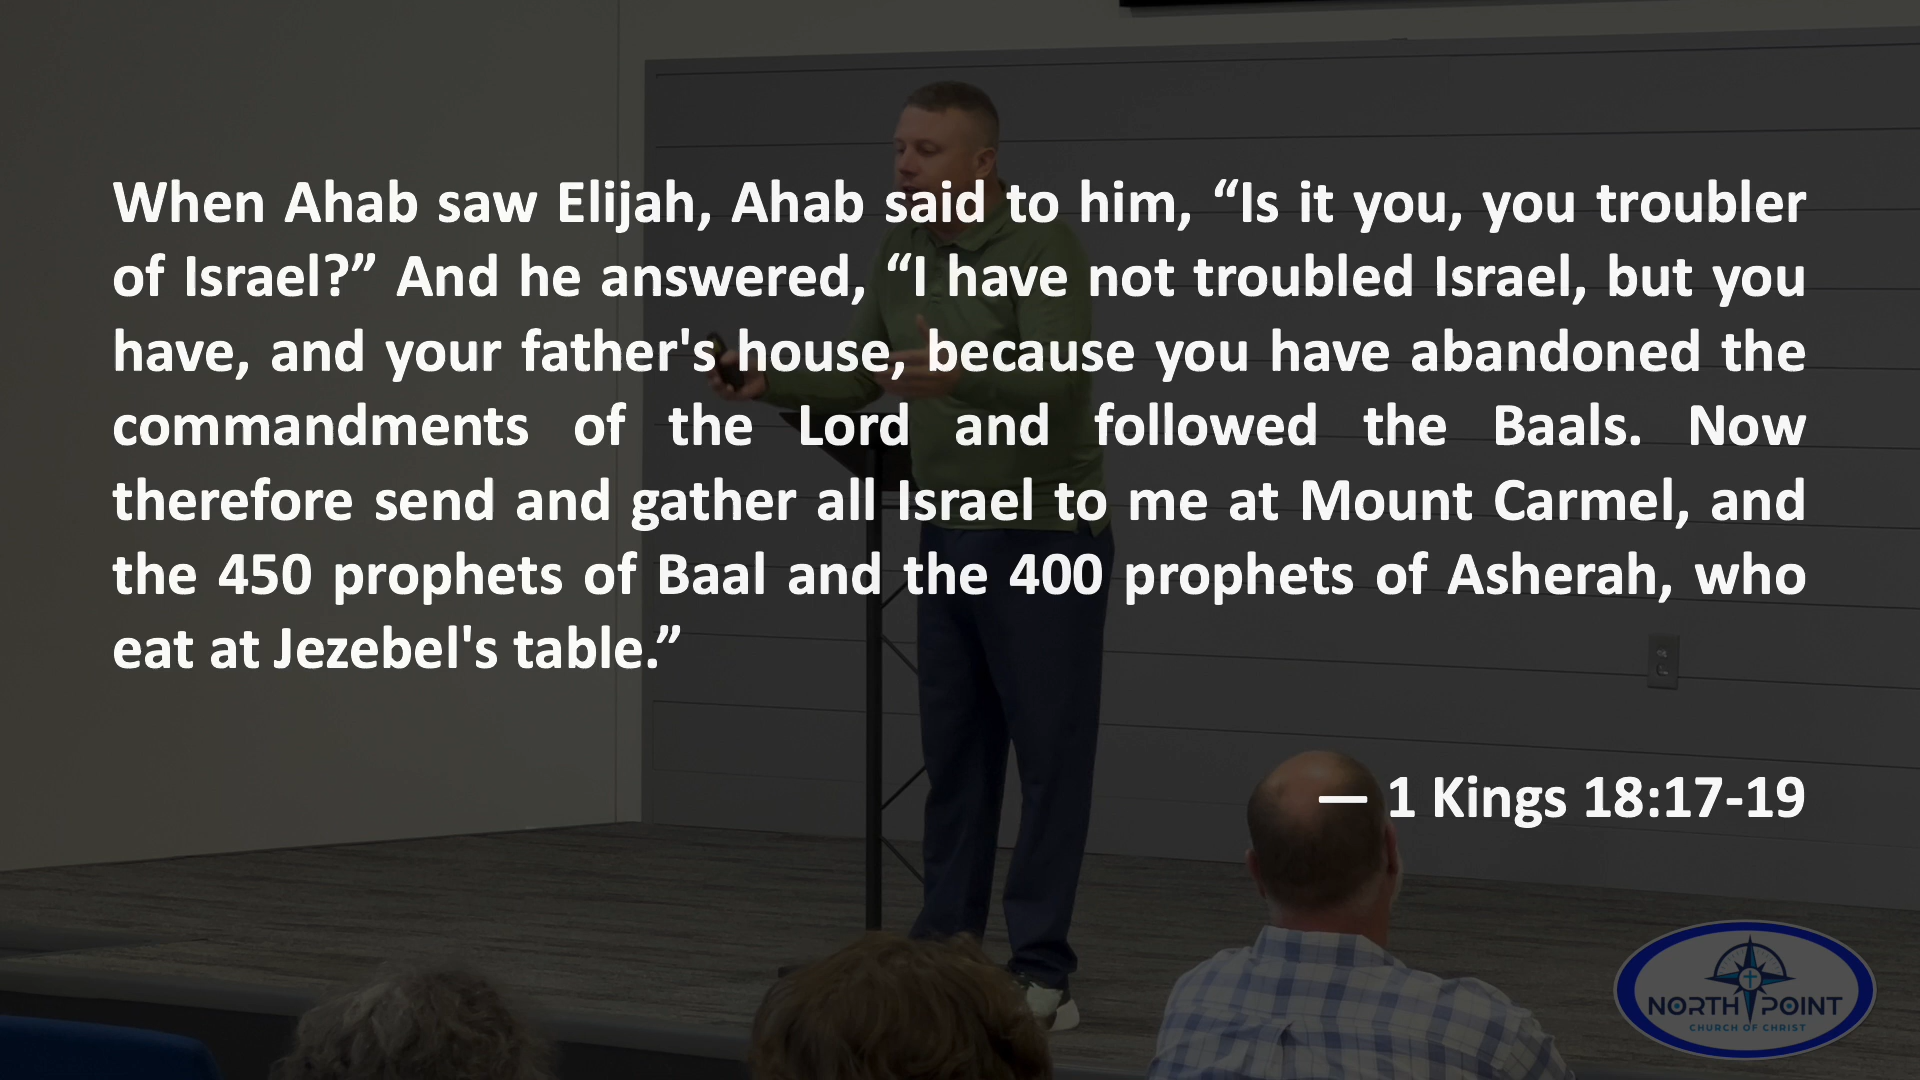 When Ahab saw Elijah, Ahab said to him, “Is it you, you troubler
of Israel?” And he answered, “I have not troubled Israel, but you
have, and your father's house, because you have abandoned the
commandments of the Lord and followed the Baals. Now
therefore send and gather all Israel to me at Mount Carmel, and
the 450 prophets of Baal and the 400 prophets of Asherah, who
eat at Jezebel's table.”
— 1 Kings 18:17-19
NORTH POINT
CHURCH OF CHRIST